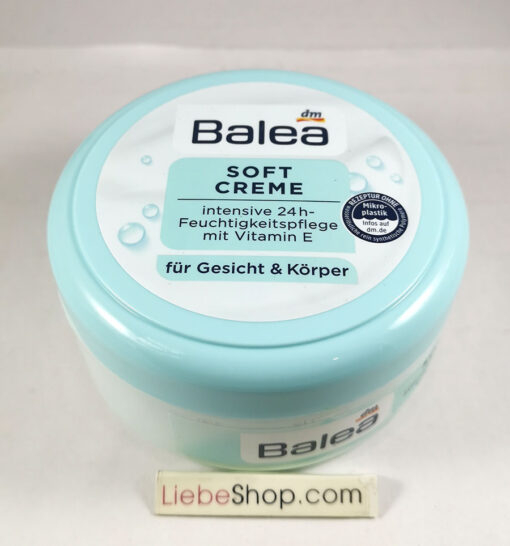 dm
Balea
SOFT
CREME
intensive 24h-
Feuchtigkeitspflege
mit Vitamin E
für Gesicht & Körper
REZEPTUR OHNE
Mikro-
plastik
Infos auf
dm.de
dm
Balea
LiebeShop.com